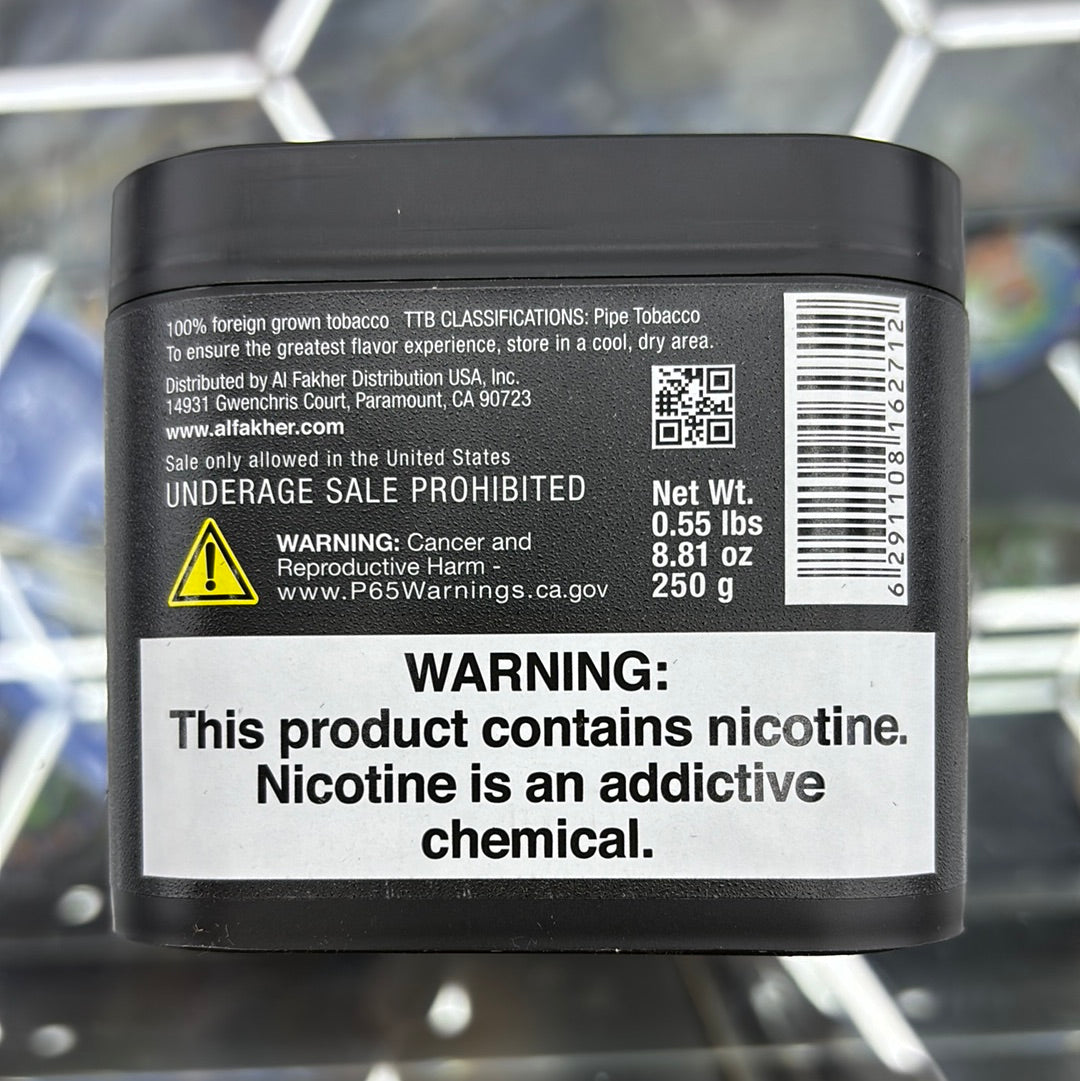 100% foreign grown tobacco TTB CLASSIFICATIONS: Pipe Tobacco
To ensure the greatest flavor experience, store in a cool, dry area.
Distributed by Al Fakher Distribution USA, Inc.
14931 Gwenchris Court, Paramount, CA 90723
www.alfakher.com
Sale only allowed in the United States
UNDERAGE SALE PROHIBITED
WARNING: Cancer and
Reproductive Harm -
www.P65Warnings.ca.gov
Net Wt.
0.55 lbs
8.81 oz
250 g
6 291108 162712
WARNING:
This product contains nicotine.
Nicotine is an addictive
chemical.